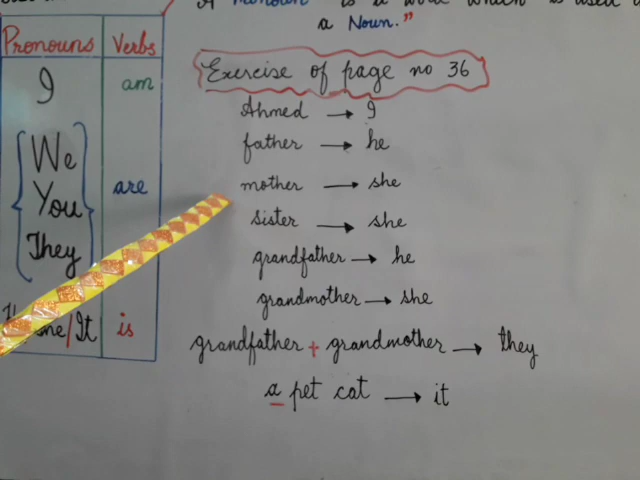 a Noun."
Pronouns Verbs
I am
We
You are
They
/It is
Exercise of page no 36
Ahmed → I
father → he
mother → she
sister → she
grandfather → he
grandmother → she
grandfather + grandmother → they
a pet cat → it